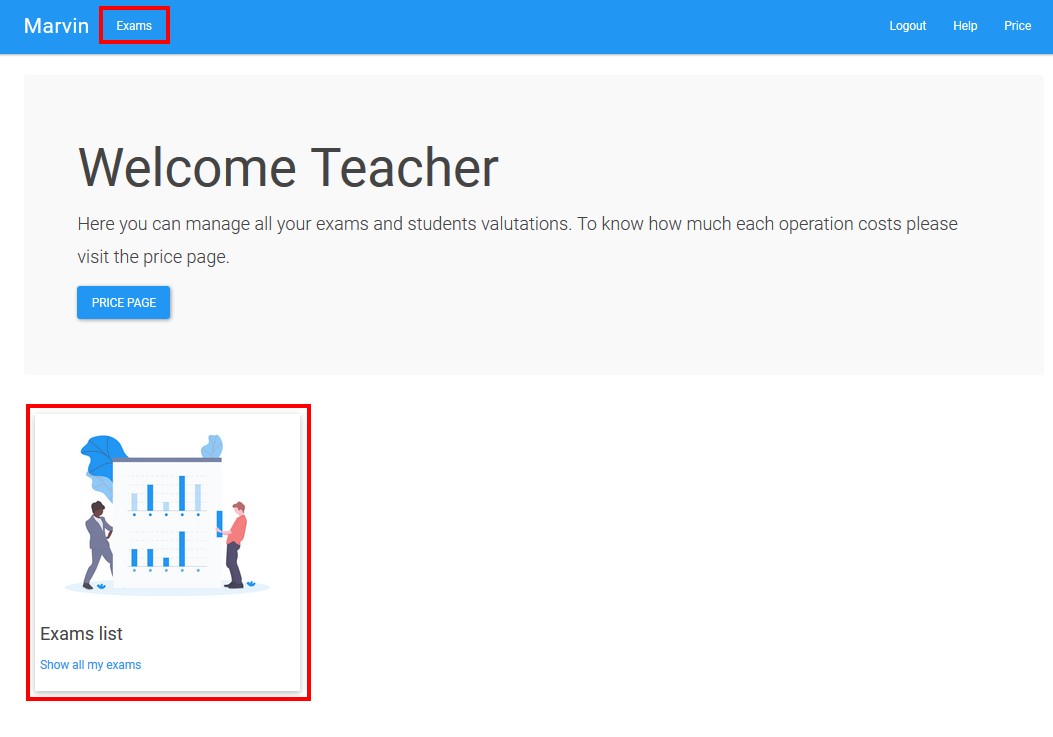 Marvin Exams Logout Help Price
Welcome Teacher
Here you can manage all your exams and students valutations. To know how much each operation costs please
visit the price page.
PRICE PAGE
Exams list
Show all my exams